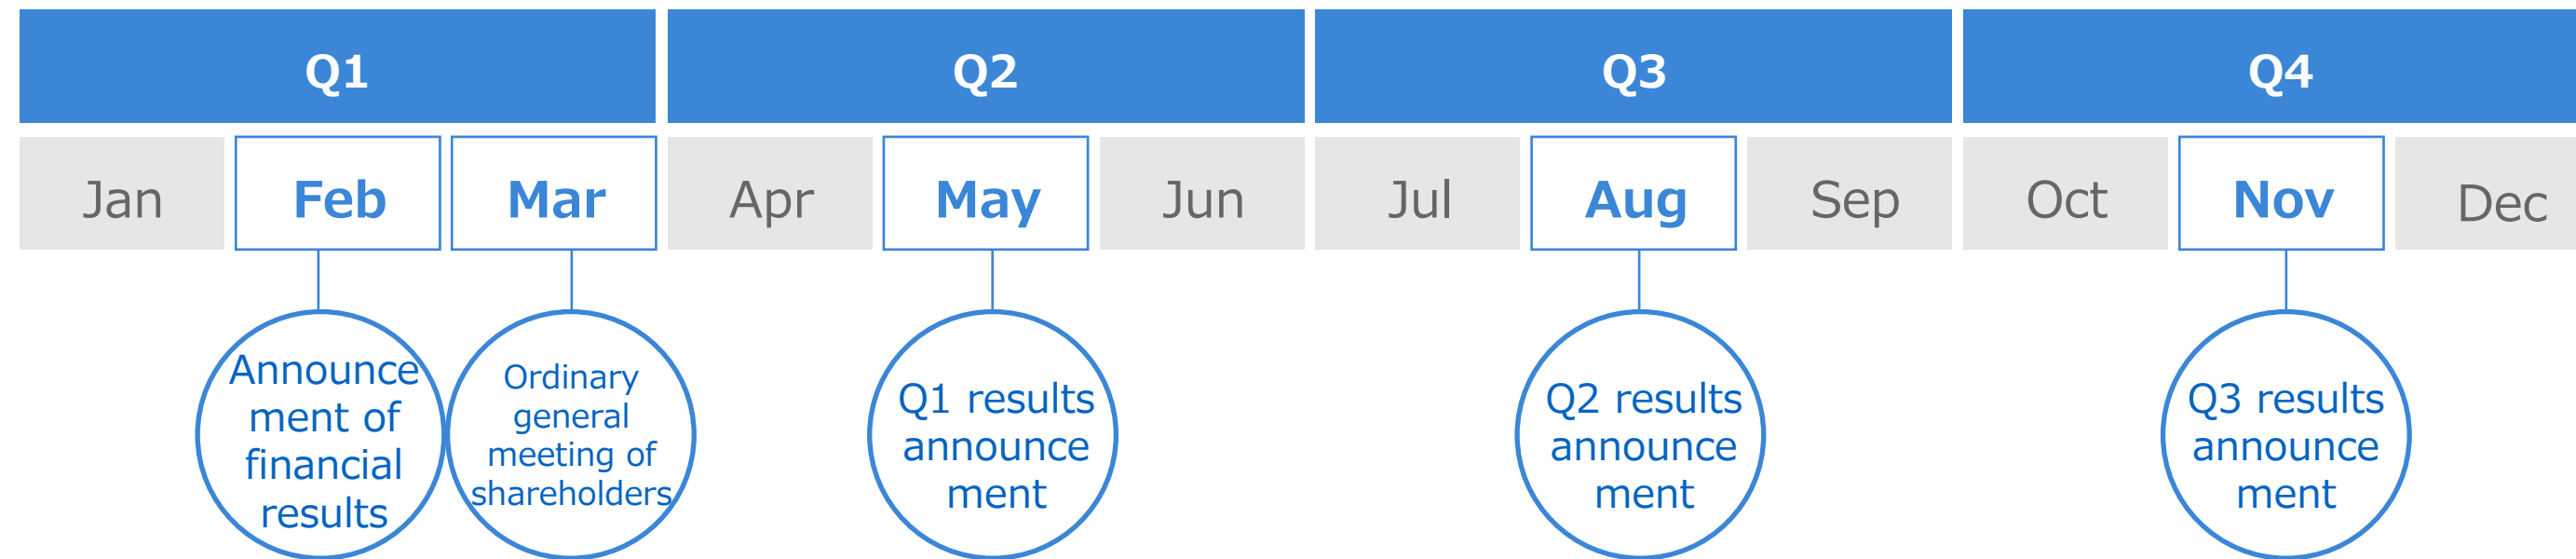 Q1
Q2
Q3
Q4
Jan
Feb
Mar
Apr
May
Jun
Jul
Aug
Sep
Oct
Nov
Dec
Announce
ment of
financial
results
Ordinary
general
meeting of
shareholders
Q1 results
announce
ment
Q2 results
announce
ment
Q3 results
announce
ment